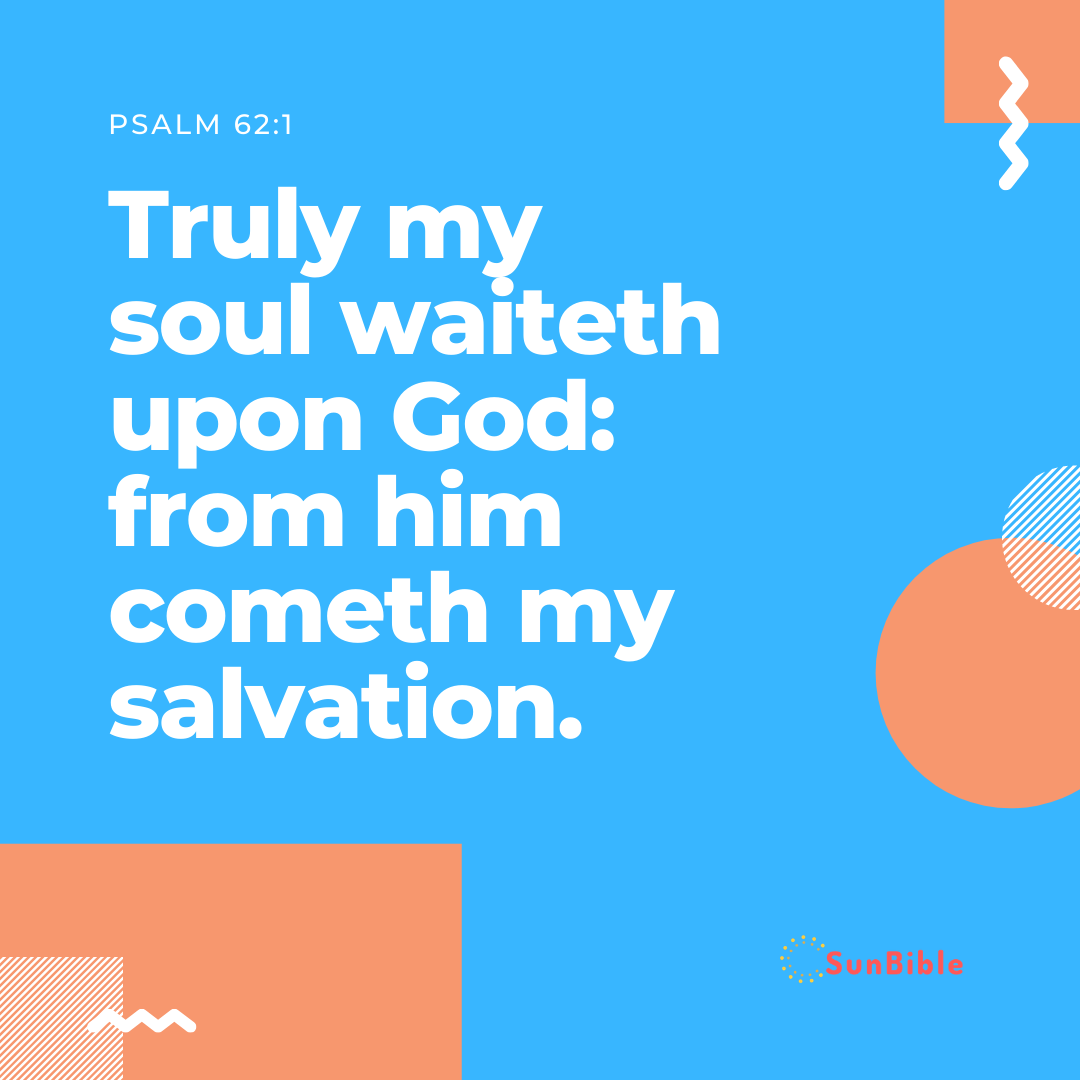 PSALM 62:1
Truly my
soul waiteth
upon God:
from him
cometh my
salvation.
SunBible